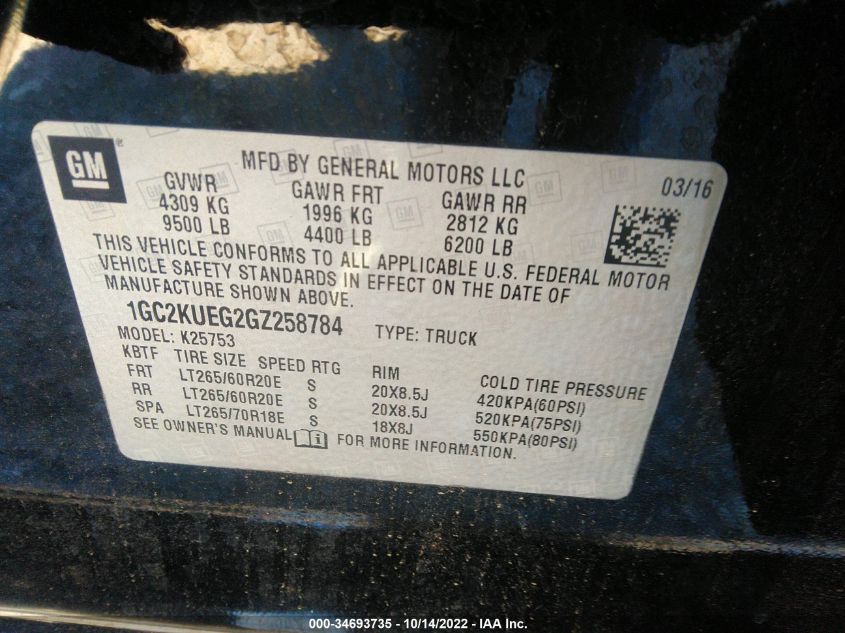 GM®
MFD BY GENERAL MOTORS LLC
03/16
GVWR GAWR FRT GAWR RR
4309 KG 1996 KG 2812 KG
9500 LB 4400 LB 6200 LB
THIS VEHICLE CONFORMS TO ALL APPLICABLE U.S. FEDERAL MOTOR
VEHICLE SAFETY STANDARDS IN EFFECT ON THE DATE OF
MANUFACTURE SHOWN ABOVE.
1GC2KUEG2GZ258784 TYPE: TRUCK
MODEL: K25753
KBTF TIRE SIZE SPEED RTG RIM COLD TIRE PRESSURE
FRT LT265/60R20E S 20X8.5J 420KPA(60PSI)
RR LT265/60R20E S 20X8.5J 520KPA(75PSI)
SPA LT265/70R18E S 18X8J 550KPA(80PSI)
SEE OWNER'S MANUAL FOR MORE INFORMATION.
000-34693735 - 10/14/2022 - IAA Inc.